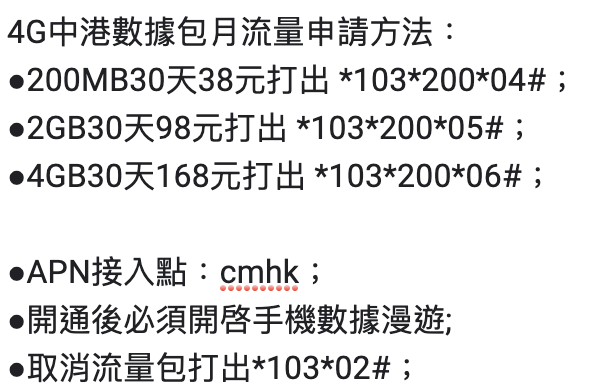 4G中港數據包月流量申請方法：
●200MB30天38元打出 *103*200*04#；
●2GB30天98元打出 *103*200*05#；
●4GB30天168元打出 *103*200*06#；
●APN接入點：cmhk；
●開通後必須開啓手機數據漫遊;
●取消流量包打出*103*02#；